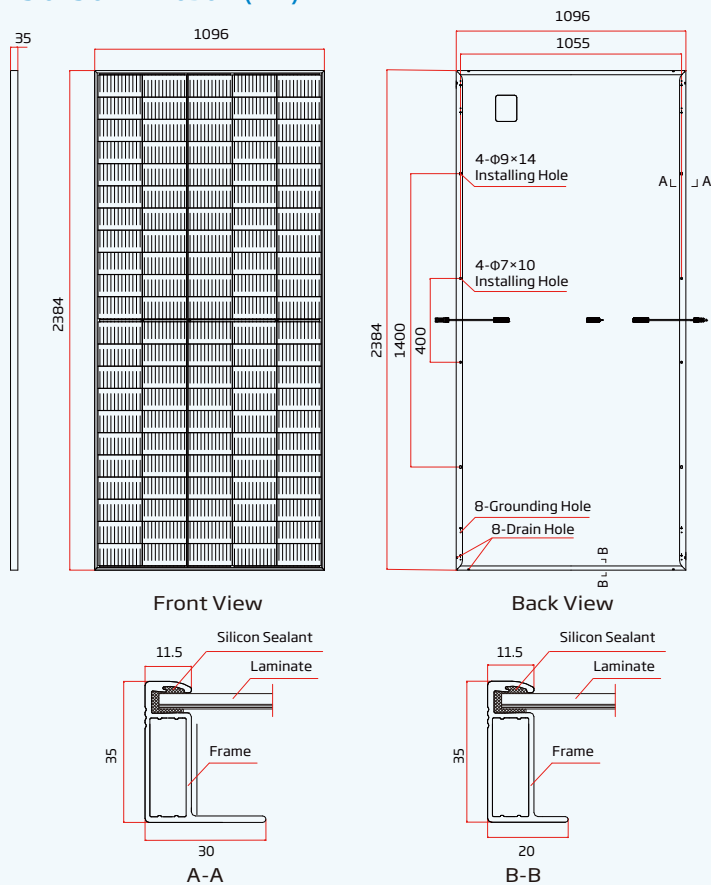 35
1096
2384
Front View
1096
1055
4-Φ9×14
Installing Hole
A
A
4-Φ7×10
Installing Hole
2384
1400
400
8-Grounding Hole
8-Drain Hole
B
B
Back View
11.5
Silicon Sealant
Laminate
35
Frame
30
A-A
11.5
Silicon Sealant
Laminate
35
Frame
20
B-B